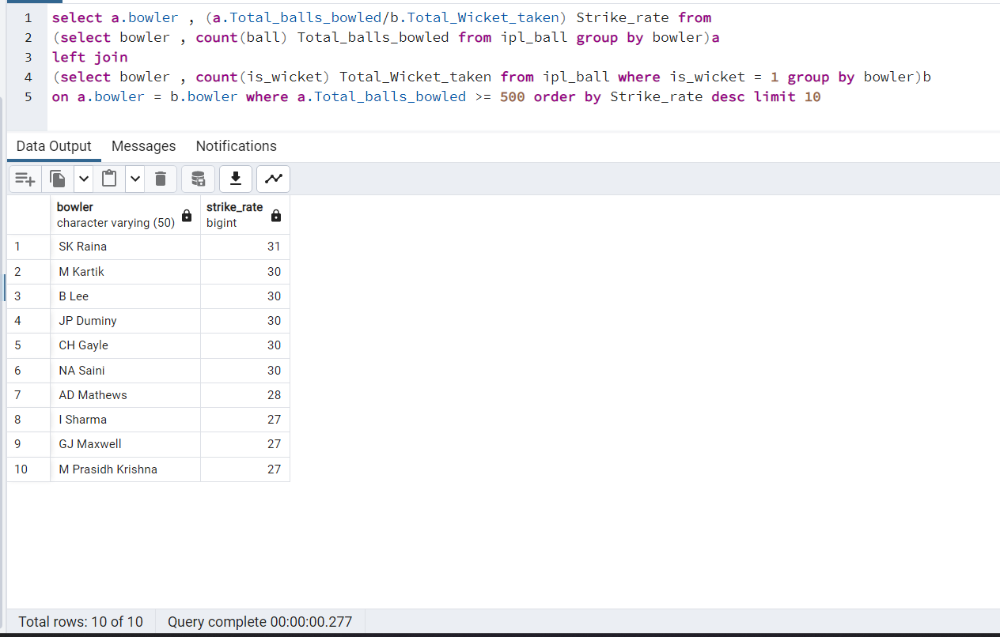 1 select a.bowler , (a.Total_balls_bowled/b.Total_Wicket_taken) Strike_rate from
2 (select bowler , count(ball) Total_balls_bowled from ipl_ball group by bowler)a
3 left join
4 (select bowler , count(is_wicket) Total_Wicket_taken from ipl_ball where is_wicket = 1 group by bowler)b
5 on a.bowler = b.bowler where a.Total_balls_bowled >= 500 order by Strike_rate desc limit 10
Data Output Messages Notifications
bowler strike_rate
character varying (50) bigint
1 SK Raina 31
2 M Kartik 30
3 B Lee 30
4 JP Duminy 30
5 CH Gayle 30
6 NA Saini 30
7 AD Mathews 28
8 I Sharma 27
9 GJ Maxwell 27
10 M Prasidh Krishna 27
Total rows: 10 of 10 Query complete 00:00:00.277